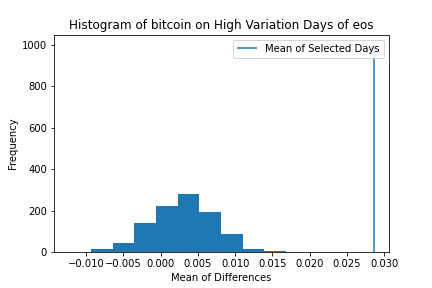 Histogram of bitcoin on High Variation Days of eos
Mean of Selected Days
1000
800
600
400
200
0
Frequency
−0.010 −0.005 0.000 0.005 0.010 0.015 0.020 0.025 0.030
Mean of Differences